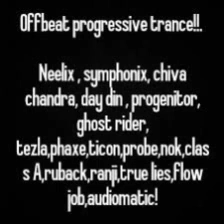 Offbeat progressive trance!!.
Neelix , symphonix, chiva
chandra, day din , progenitor,
ghost rider,
tezla,phaxe,ticon,probe,nok,clas
s A,ruback,ranji,true lies,flow
job,audiomatic!